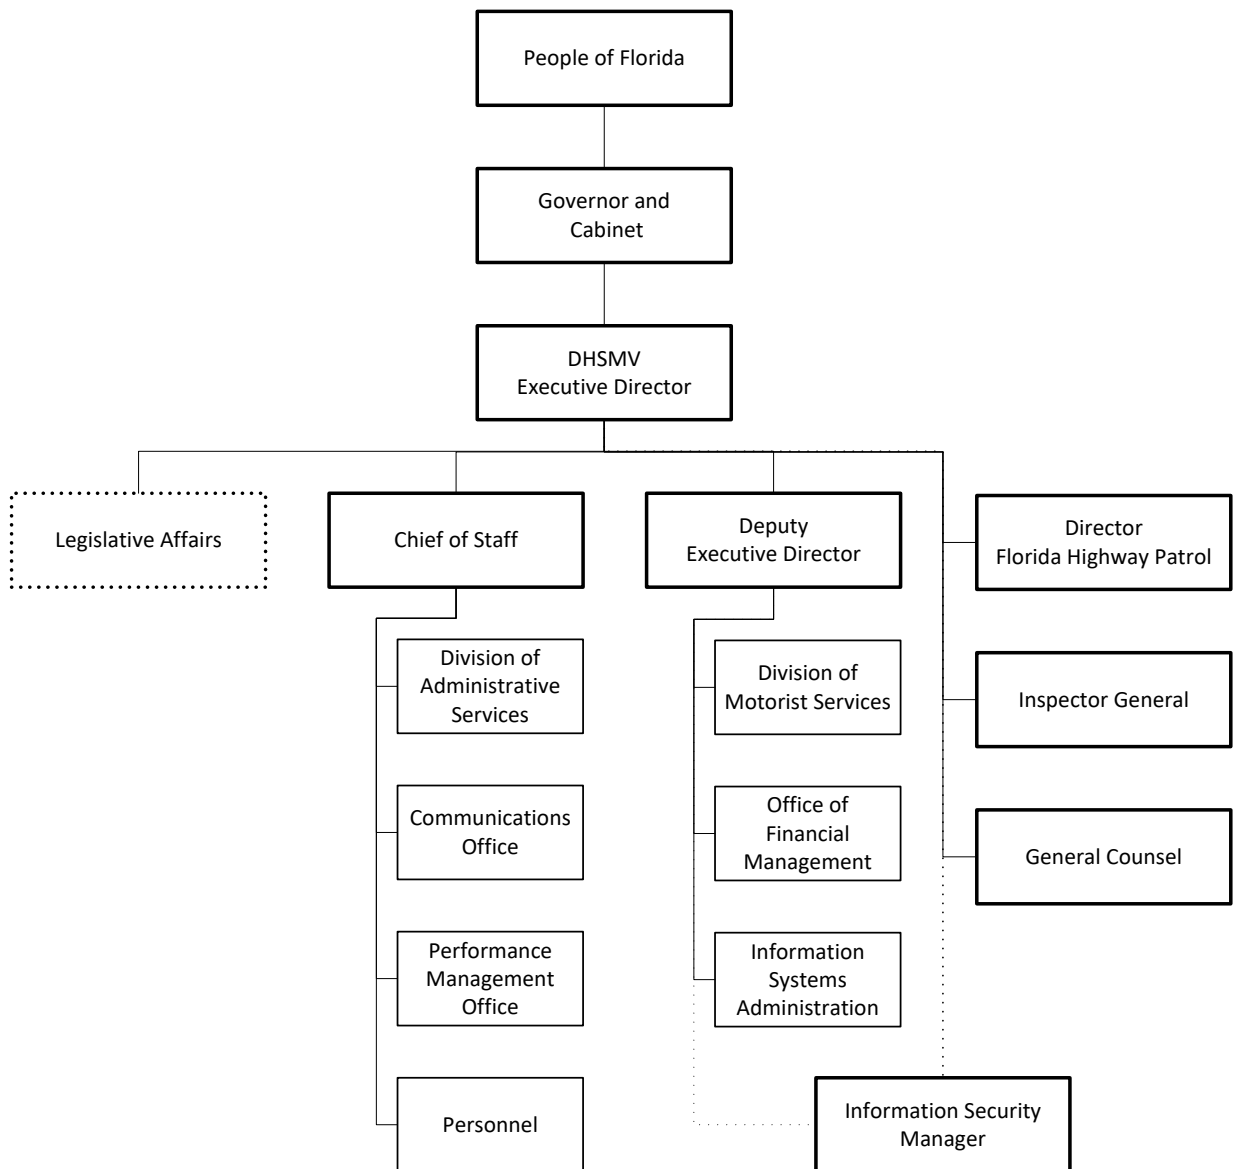 People of Florida
Governor and
Cabinet
DHSMV
Executive Director
Legislative Affairs
Chief of Staff
Deputy
Executive Director
Director
Florida Highway Patrol
Division of
Administrative
Services
Division of
Motorist Services
Inspector General
Communications
Office
Office of
Financial
Management
General Counsel
Performance
Management
Office
Information
Systems
Administration
Personnel
Information Security
Manager